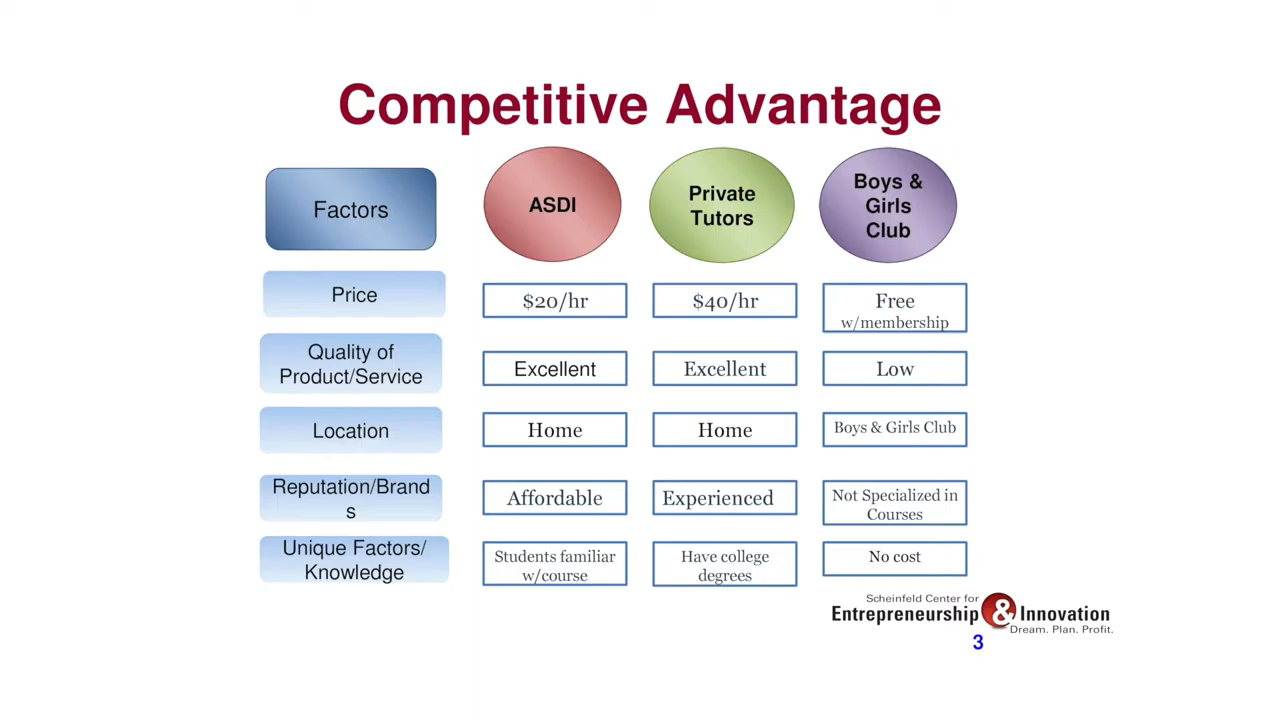 Competitive Advantage
Factors
ASDI
Private
Tutors
Boys &
Girls
Club
Price
$20/hr
$40/hr
Free
w/membership
Quality of
Product/Service
Excellent
Excellent
Low
Location
Home
Home
Boys & Girls Club
Reputation/Brand
s
Affordable
Experienced
Not Specialized in
Courses
Unique Factors/
Knowledge
Students familiar
w/course
Have college
degrees
No cost
Scheinfeld Center for
Entrepreneurship & Innovation
Dream. Plan. Profit.
3